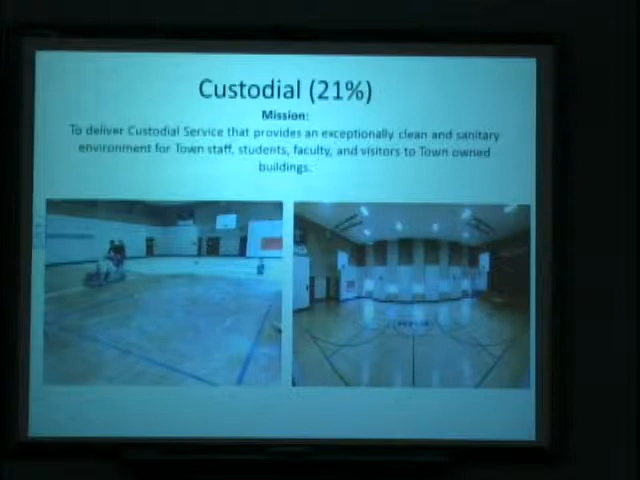 Custodial (21%)
Mission:
To deliver Custodial Service that provides an exceptionally clean and sanitary
environment for Town staff, students, faculty, and visitors to Town owned
buildings.